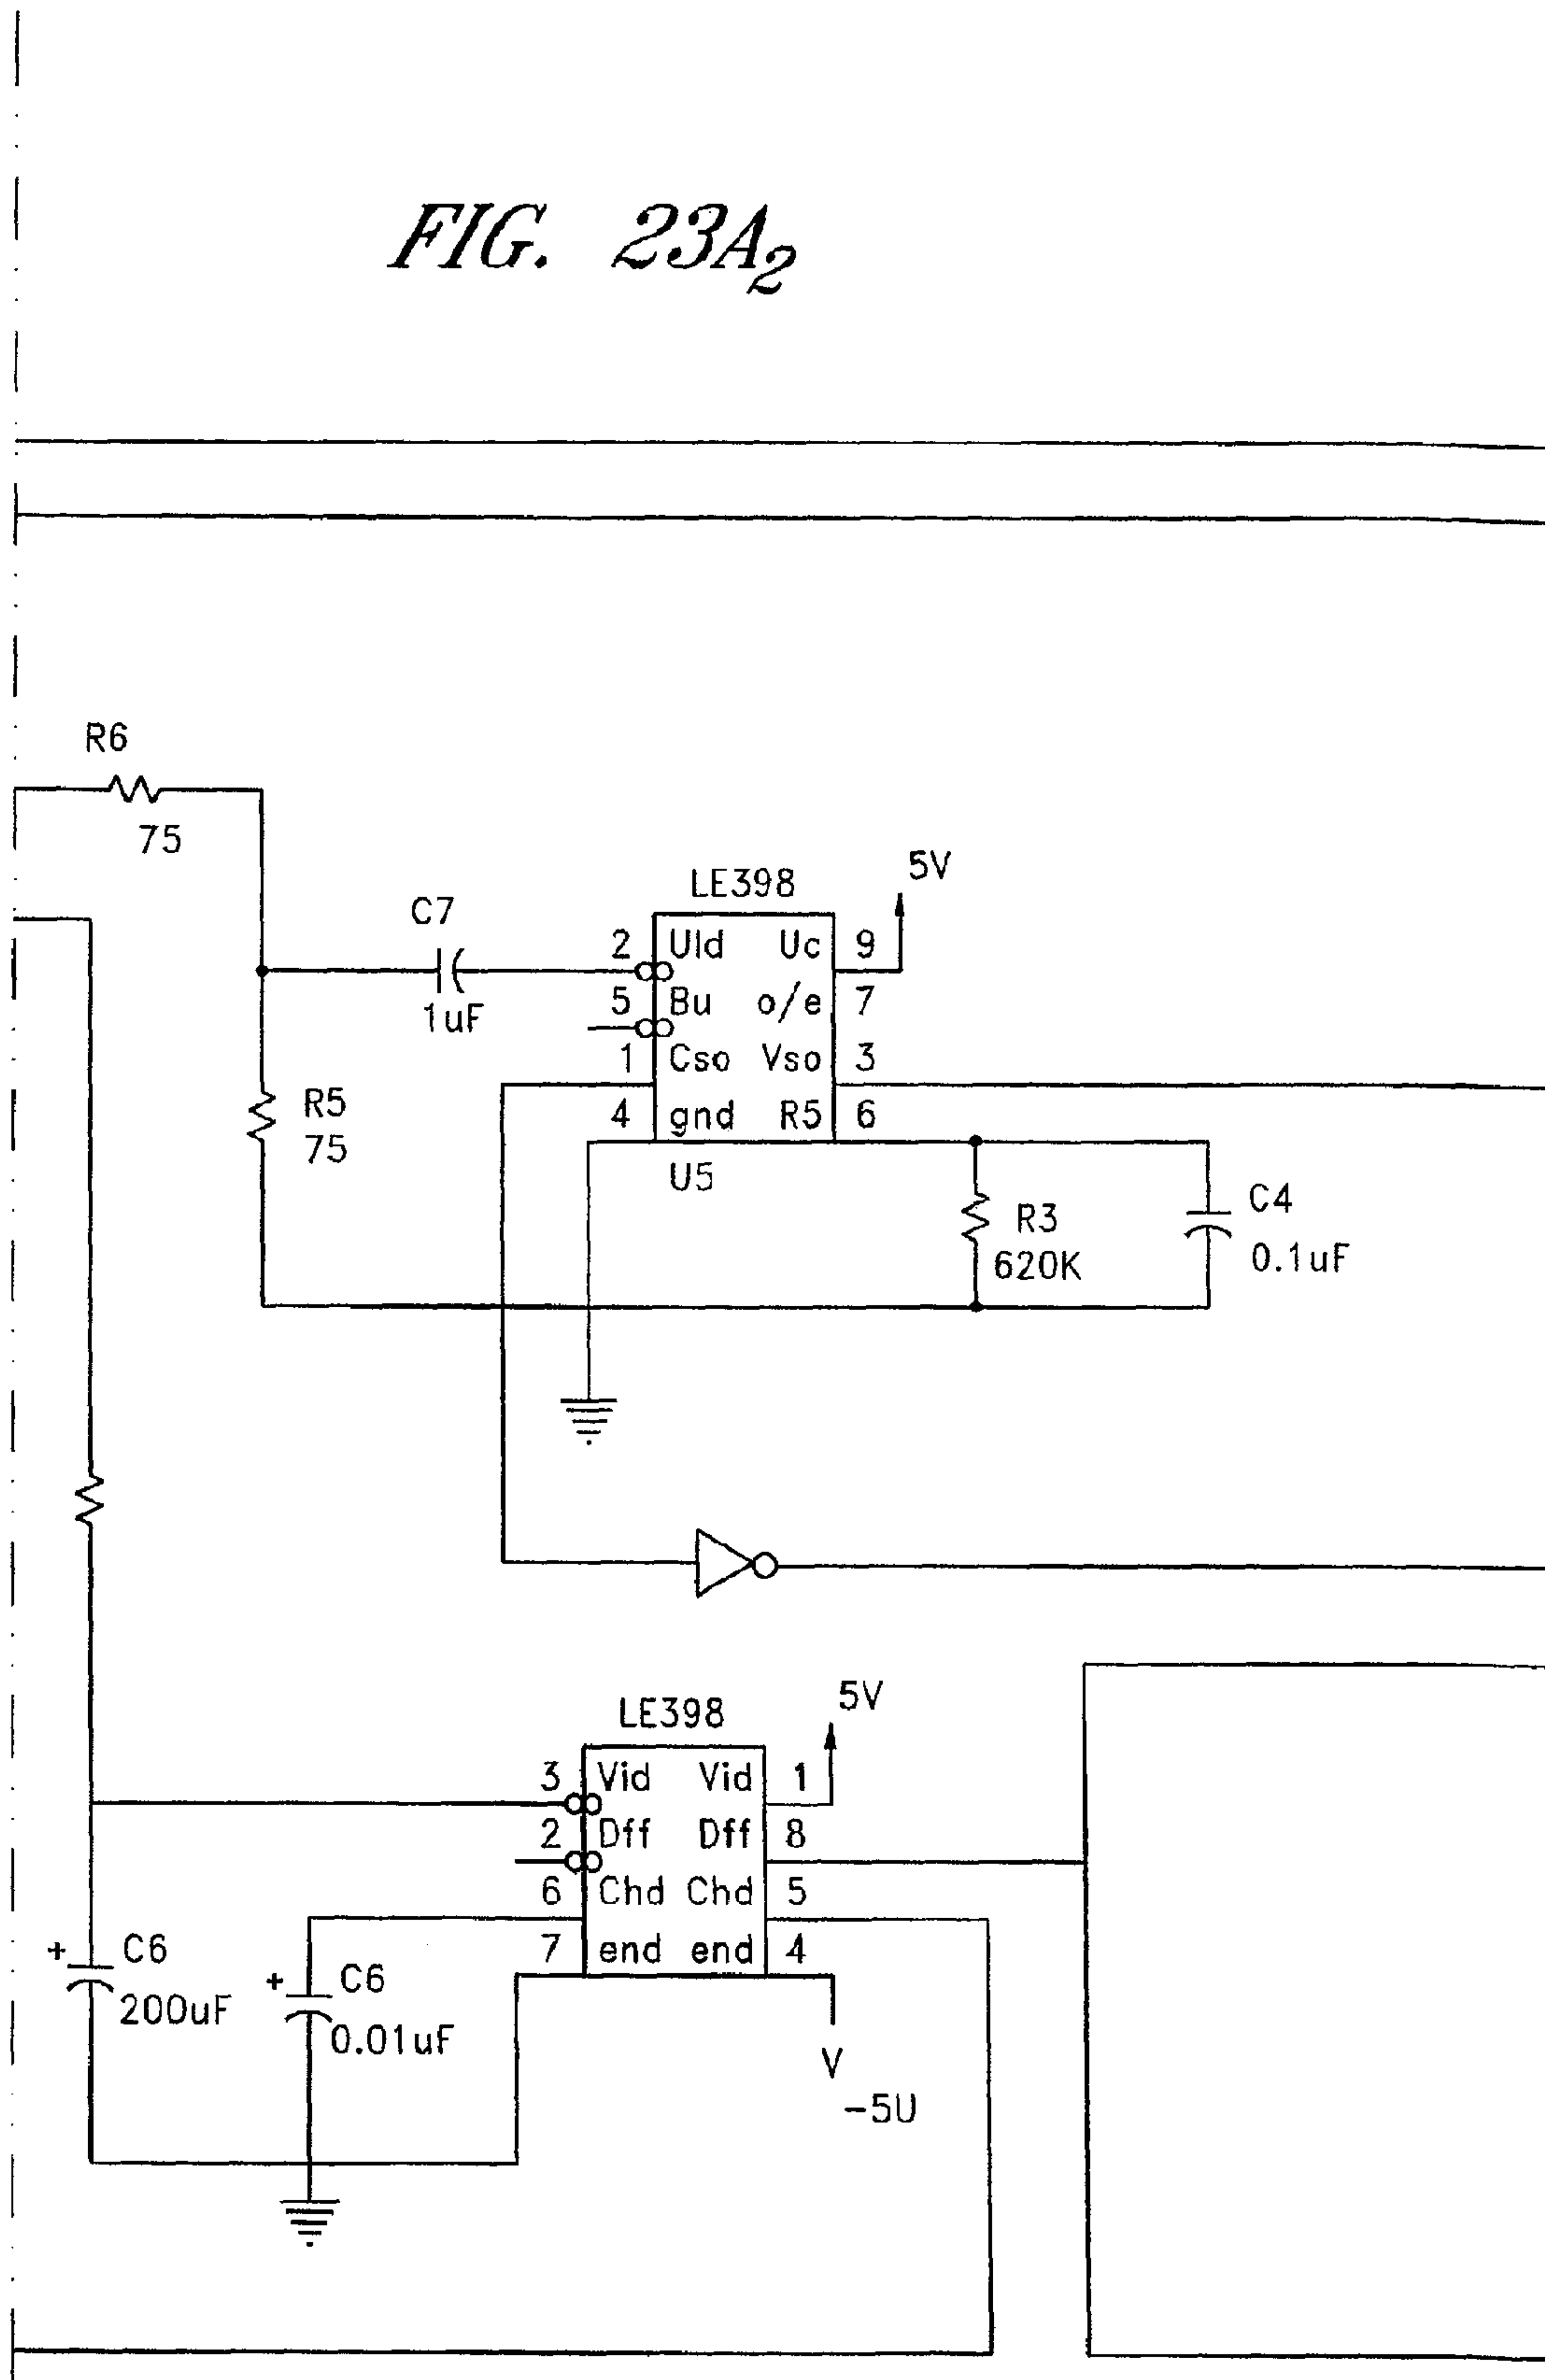 FIG. 23A2
R6
75
C7
1uF
R5
75
LE398
5V
2 Uld Uc 9
5 Bu o/e 7
1 Cso Vso 3
4 gnd R5 6
U5
R3
620K
C4
0.1uF
LE398
5V
3 Vid Vid 1
2 Dff Dff 8
6 Chd Chd 5
7 end end 4
+ C6
200uF
+ C6
0.01uF
V
-5U